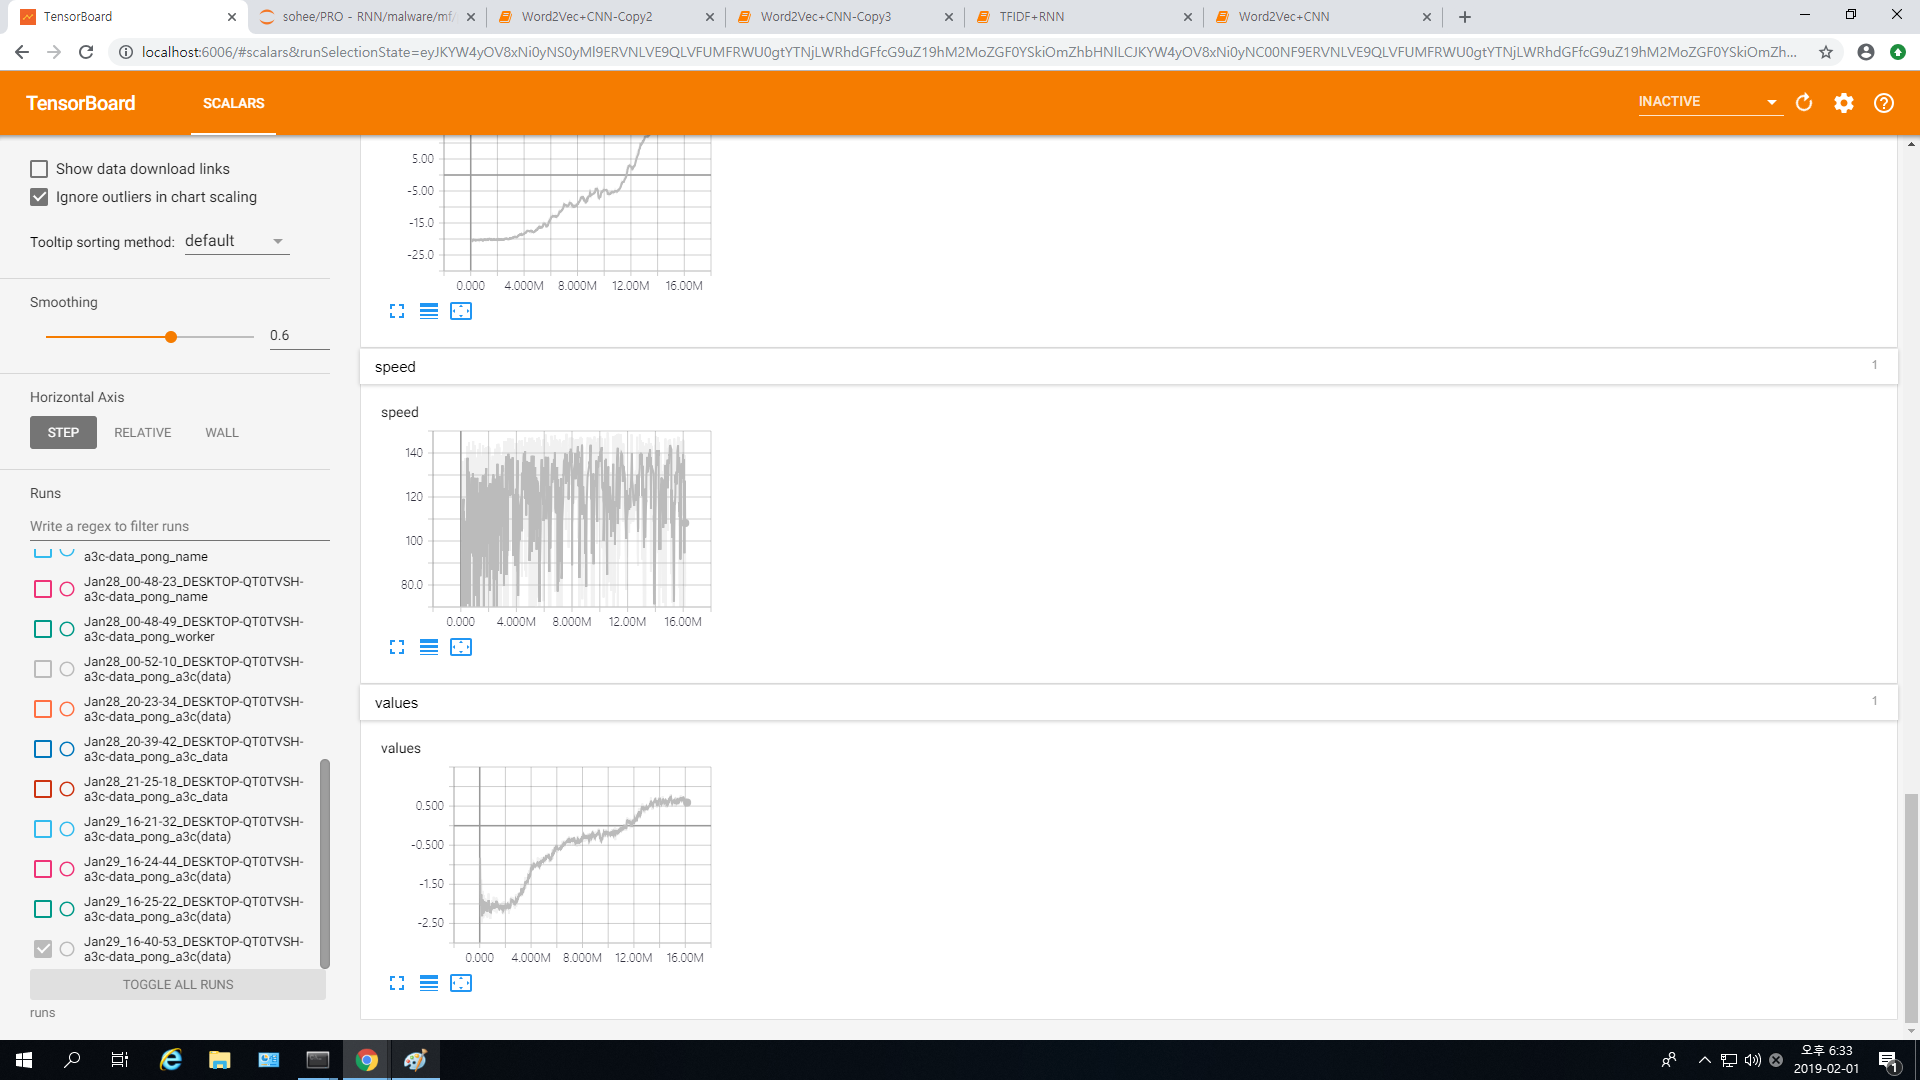 TensorBoard
sohee/PRO - RNN/malware/mf/
Word2Vec+CNN-Copy2
Word2Vec+CNN-Copy3
TFIDF+RNN
Word2Vec+CNN
TensorBoard
SCALARS
INACTIVE
Show data download links
Ignore outliers in chart scaling
Tooltip sorting method: default
Smoothing
0.6
Horizontal Axis
STEP RELATIVE WALL
Runs
Write a regex to filter runs
a3c-data_pong_name
Jan28_00-48-23_DESKTOP-QT0TVSH-
a3c-data_pong_name
Jan28_00-48-49_DESKTOP-QT0TVSH-
a3c-data_pong_worker
Jan28_00-52-10_DESKTOP-QT0TVSH-
a3c-data_pong_a3c(data)
Jan28_20-23-34_DESKTOP-QT0TVSH-
a3c-data_pong_a3c(data)
Jan28_20-39-42_DESKTOP-QT0TVSH-
a3c-data_pong_a3c_data
Jan28_21-25-18_DESKTOP-QT0TVSH-
a3c-data_pong_a3c_data
Jan29_16-21-32_DESKTOP-QT0TVSH-
a3c-data_pong_a3c(data)
Jan29_16-24-44_DESKTOP-QT0TVSH-
a3c-data_pong_a3c(data)
Jan29_16-25-22_DESKTOP-QT0TVSH-
a3c-data_pong_a3c(data)
Jan29_16-40-53_DESKTOP-QT0TVSH-
a3c-data_pong_a3c(data)
TOGGLE ALL RUNS
runs
5.00
-5.00
-15.0
-25.0
0.000 4.000M 8.000M 12.00M 16.00M
speed 1
speed
140
120
100
80.0
0.000 4.000M 8.000M 12.00M 16.00M
values 1
values
0.500
-0.500
-1.50
-2.50
0.000 4.000M 8.000M 12.00M 16.00M
오후 6:33
2019-02-01
1